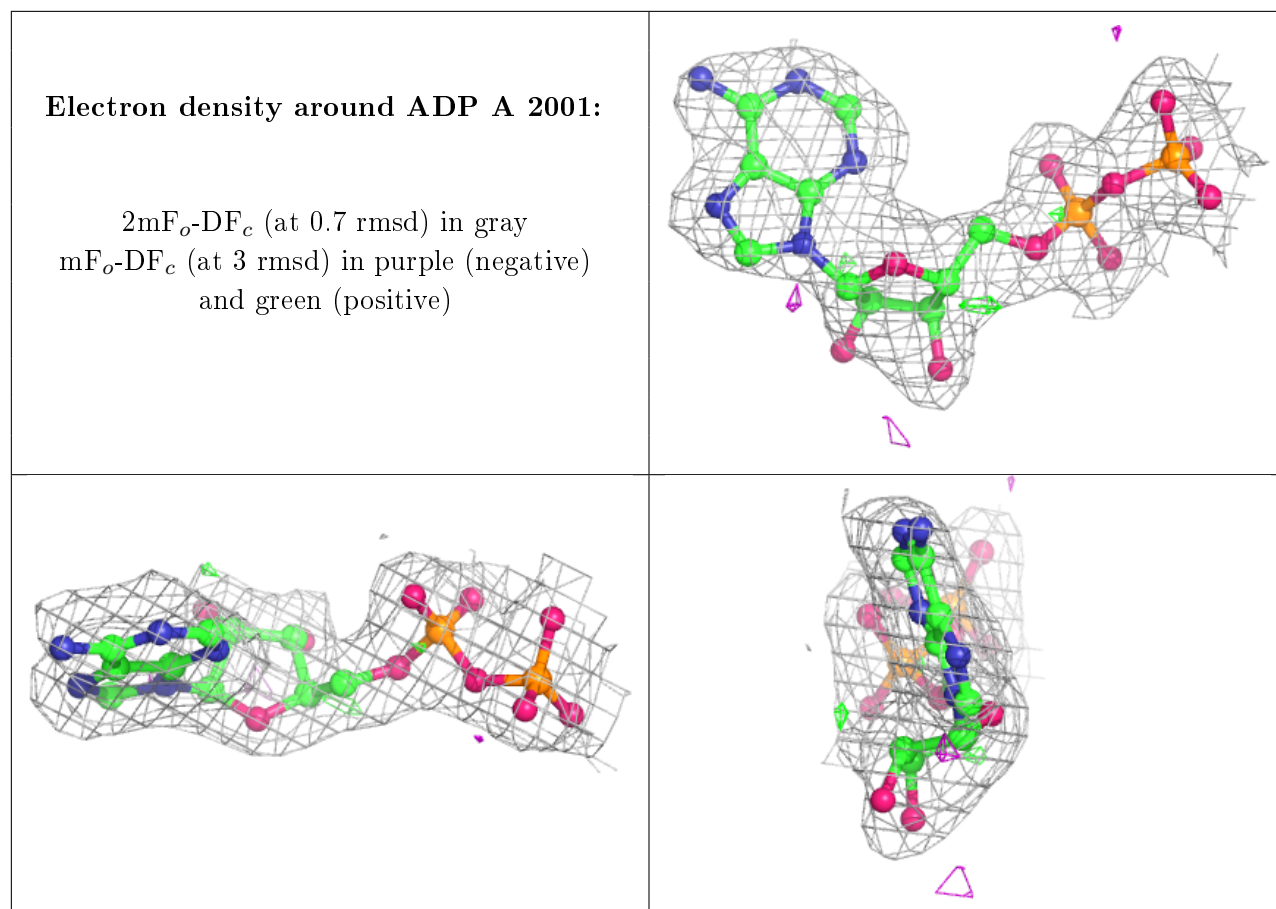 Electron density around ADP A 2001:
2mFo-DFc (at 0.7 rmsd) in gray
mFo-DFc (at 3 rmsd) in purple (negative)
and green (positive)